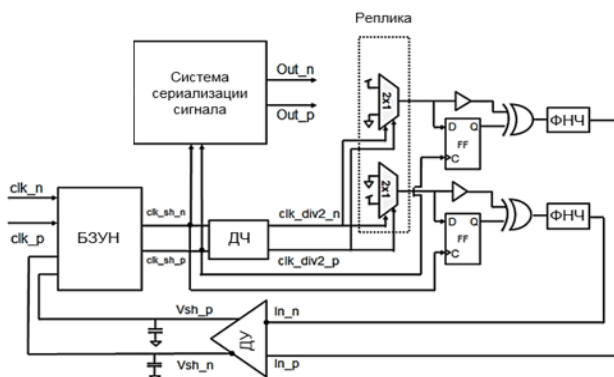 Реплика
Система
сериализации
сигнала
Out_n
Out_p
2x1
ФНЧ
D Q
FF
C
clk_n
clk_p
БЗУН
clk_sh_n
clk_sh_p
ДЧ
clk_div2_n
clk_div2_p
2x1
ФНЧ
D Q
FF
C
Vsh_p
Vsh_n
ДУ
In_n
In_p